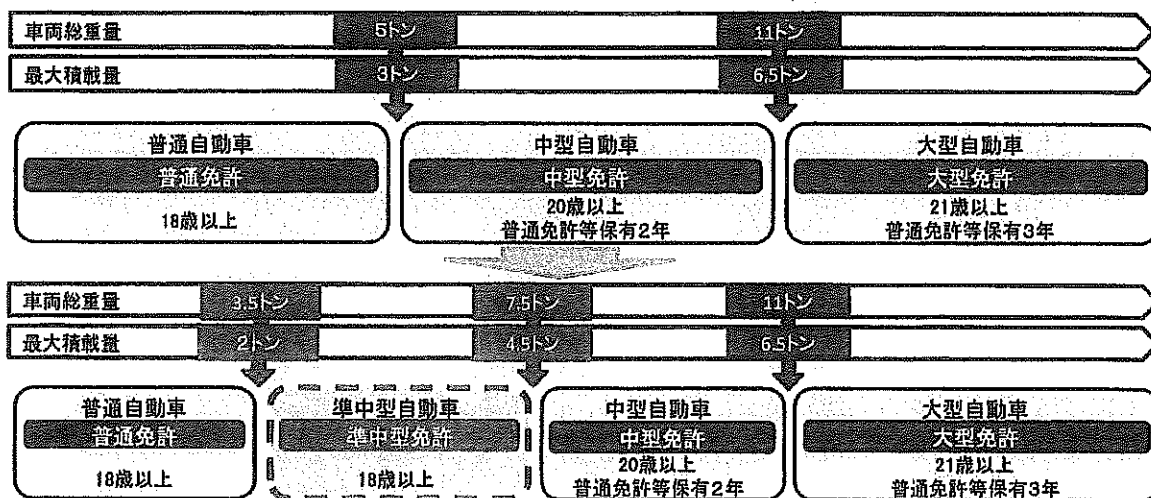 車両総重量 5トン 11トン
最大積載量 3トン 6.5トン
普通自動車 中型自動車 大型自動車
普通免許 中型免許 大型免許
18歳以上 20歳以上 21歳以上
普通免許等保有2年 普通免許等保有3年
車両総重量 3.5トン 7.5トン 11トン
最大積載量 2トン 4.5トン 6.5トン
普通自動車 準中型自動車 中型自動車 大型自動車
普通免許 準中型免許 中型免許 大型免許
18歳以上 18歳以上 20歳以上 21歳以上
普通免許等保有2年 普通免許等保有3年